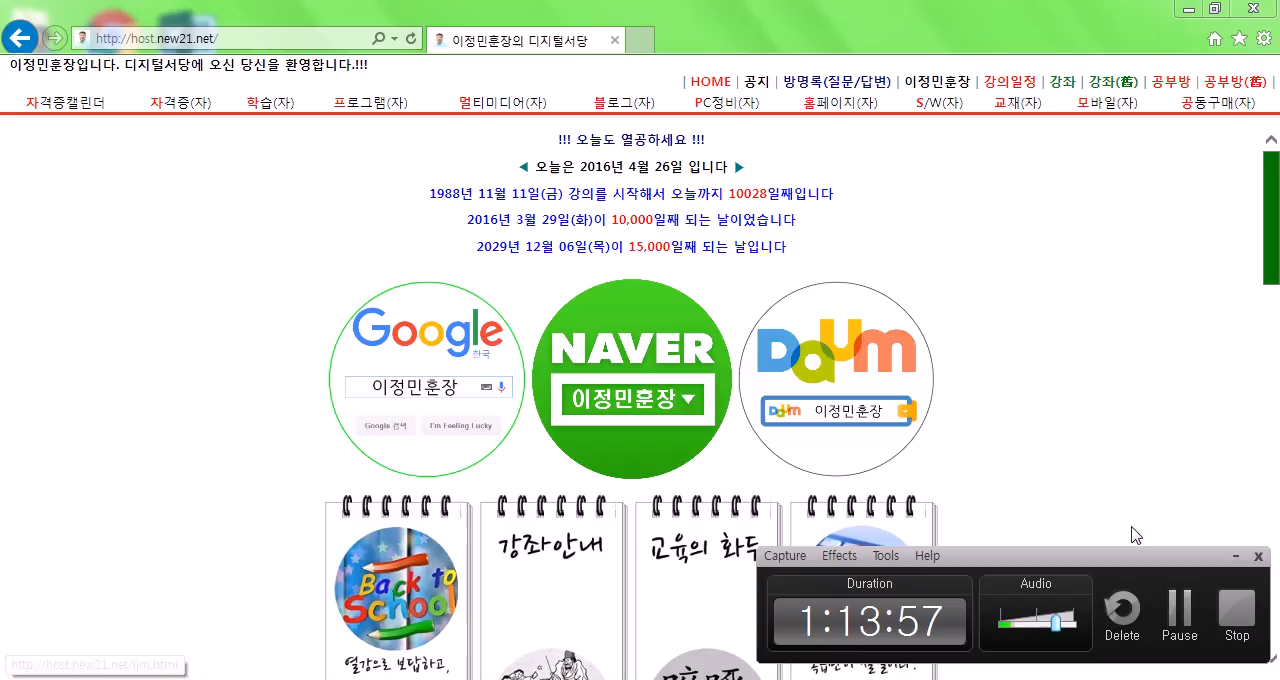 http://host.new21.net/
이정민훈장의 디지털서당
이정민훈장입니다. 디지털서당에 오신 당신을 환영합니다.!!!
| HOME | 공지 | 방명록(질문/답변) | 이정민훈장 | 강의일정 | 강좌 | 강좌(舊) | 공부방 | 공부방(舊) |
자격증캘린더 자격증(자) 학습(자) 프로그램(자) 멀티미디어(자) 블로그(자) PC정비(자) 홈페이지(자) S/W(자) 교재(자) 모바일(자) 공동구매(자)
!!! 오늘도 열공하세요 !!!
◀ 오늘은 2016년 4월 26일 입니다 ▶
1988년 11월 11일(금) 강의를 시작해서 오늘까지 10028일째입니다
2016년 3월 29일(화)이 10,000일째 되는 날이었습니다
2029년 12월 06일(목)이 15,000일째 되는 날입니다
Google
한국
이정민훈장
Google 검색 I'm Feeling Lucky
NAVER
이정민훈장
Daum
Daum 이정민훈장
Back to School
열강으로 보답하고,
강좌안내
교육의 화두
Capture Effects Tools Help
Duration
1:13:57
Audio
Delete Pause Stop
http://host.new21.net/ljm.html